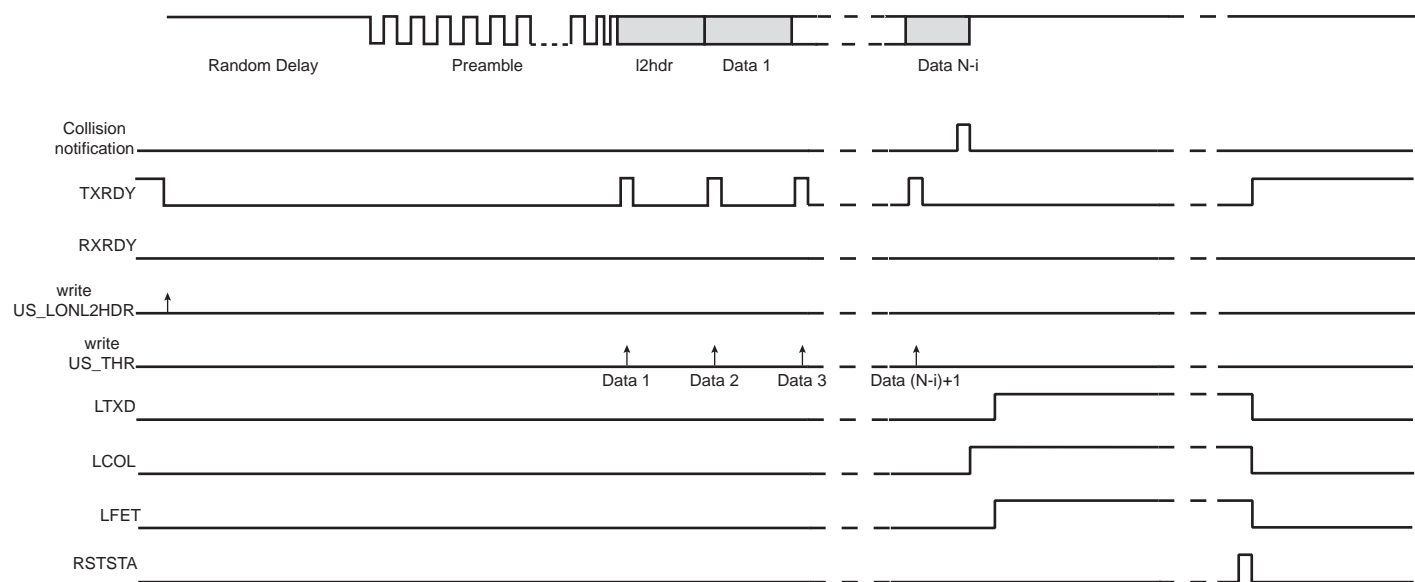 Random Delay Preamble l2hdr Data 1 Data N-i
Collision
notification
TXRDY
RXRDY
write
US_LONL2HDR
write
US_THR
Data 1 Data 2 Data 3 Data (N-i)+1
LTXD
LCOL
LFET
RSTSTA